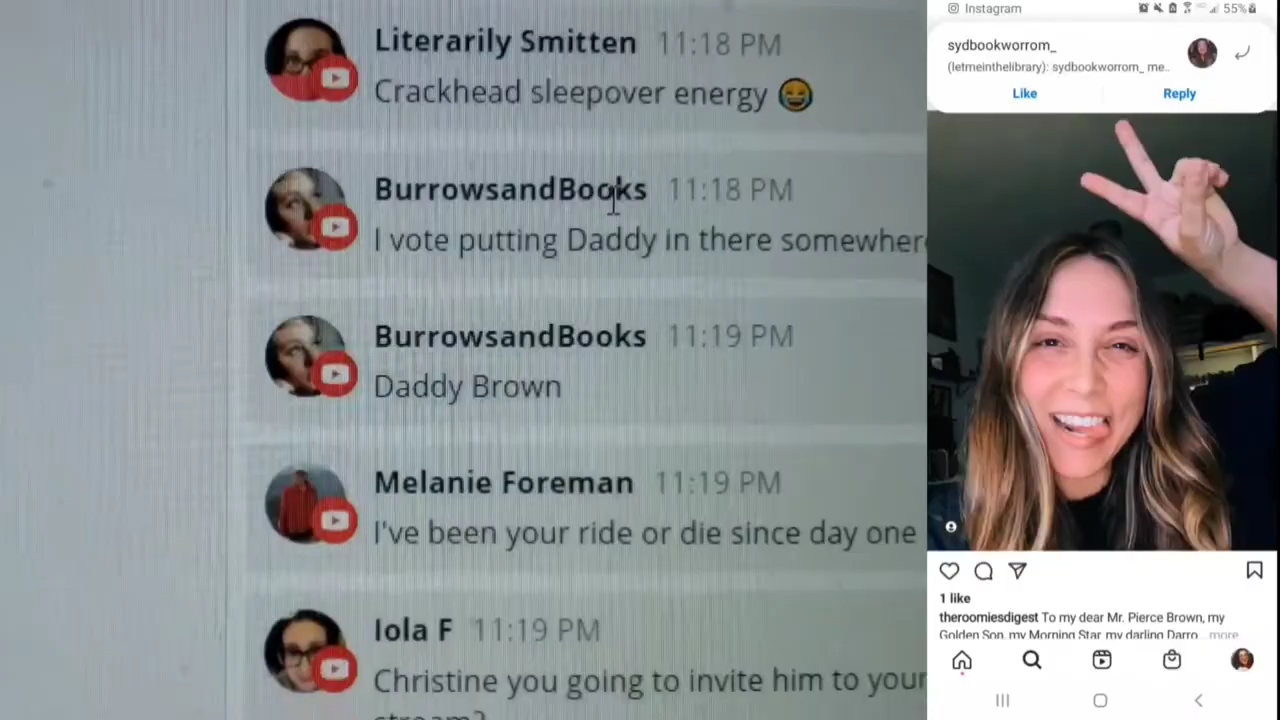 Literarily Smitten 11:18 PM
Crackhead sleepover energy 😂
BurrowsandBooks 11:18 PM
I vote putting Daddy in there somewher
BurrowsandBooks 11:19 PM
Daddy Brown
Melanie Foreman 11:19 PM
I've been your ride or die since day one
Iola F 11:19 PM
Christine you going to invite him to your
stream?
Instagram 55%
sydbookworrom_
(letmeinthelibrary): sydbookworrom_ me..
Like Reply
1 like
theroomiesdigest To my dear Mr. Pierce Brown, my
Golden Son, my Morning Star, my darling Darro... more